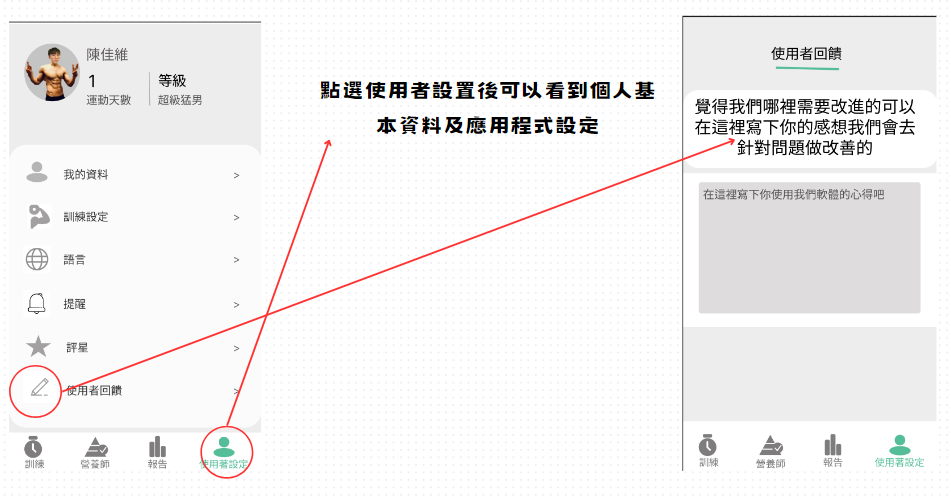 陳佳維
1
運動天數
等級
超級猛男
我的資料 >
訓練設定 >
語言 >
提醒 >
評星 >
使用者回饋 >
訓練
營養師
報告
使用著設定
點選使用者設置後可以看到個人基
本資料及應用程式設定
使用者回饋
覺得我們哪裡需要改進的可以
在這裡寫下你的感想我們會去
針對問題做改善的
在這裡寫下你使用我們軟體的心得吧
訓練
營養師
報告
使用著設定